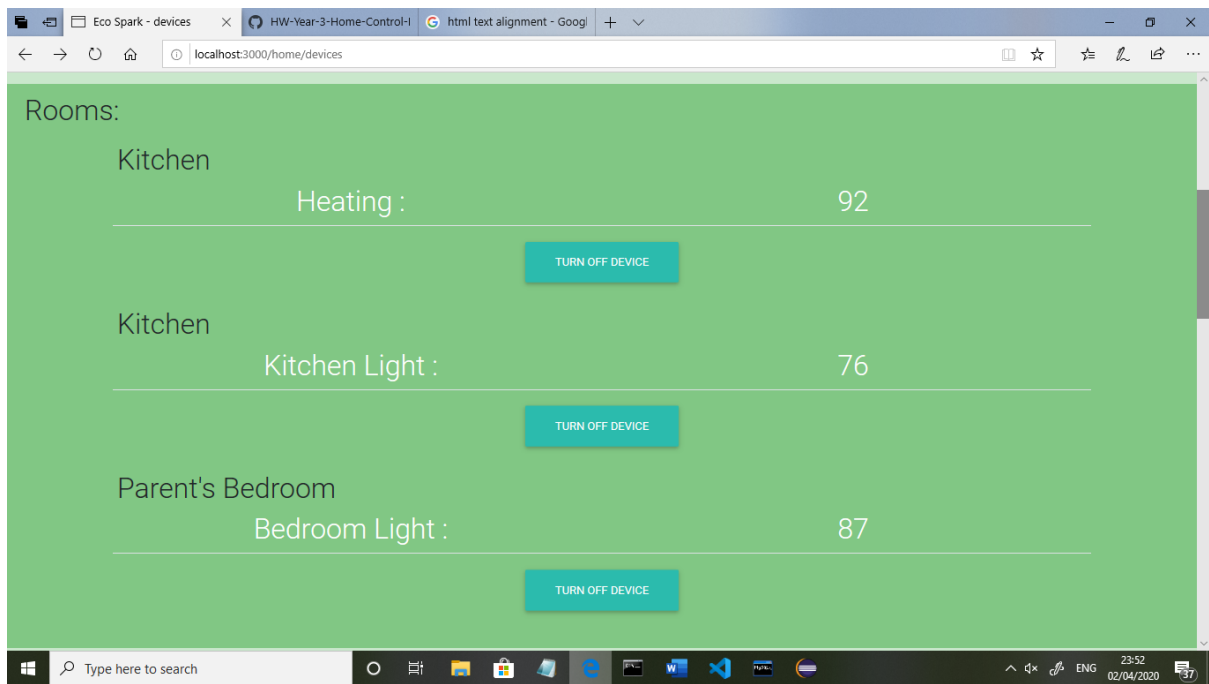 Eco Spark - devices
HW-Year-3-Home-Control-I
html text alignment - Googl
localhost:3000/home/devices
Rooms:
Kitchen
Heating : 92
TURN OFF DEVICE
Kitchen
Kitchen Light : 76
TURN OFF DEVICE
Parent's Bedroom
Bedroom Light : 87
TURN OFF DEVICE
Type here to search
ENG
23:52
02/04/2020
37